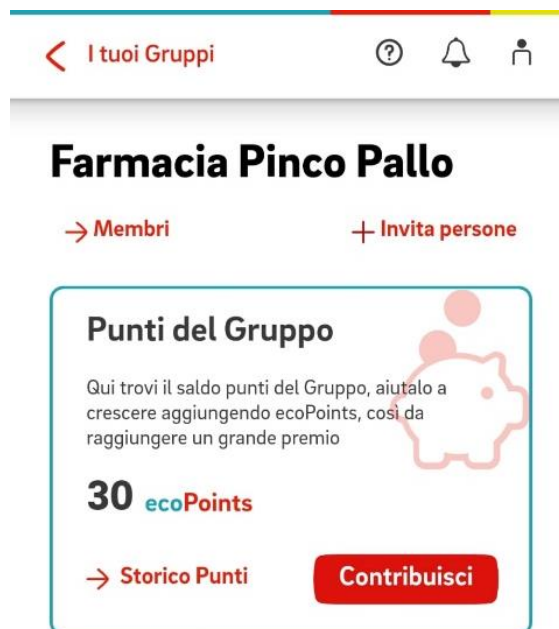 I tuoi Gruppi
Farmacia Pinco Pallo
Membri
Invita persone
Punti del Gruppo
Qui trovi il saldo punti del Gruppo, aiutalo a
crescere aggiungendo ecoPoints, così da
raggiungere un grande premio
30 ecoPoints
Storico Punti
Contribuisci